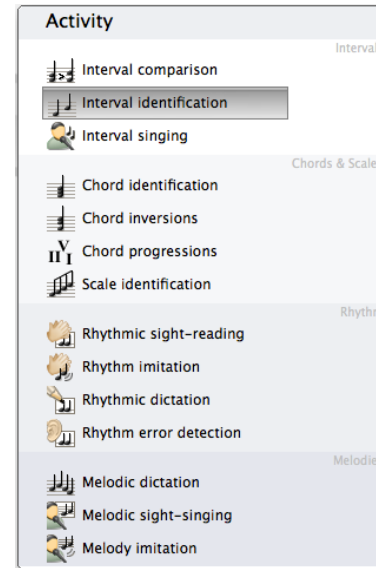 Activity
Interval
Interval comparison
Interval identification
Interval singing
Chords & Scale
Chord identification
Chord inversions
II V I Chord progressions
Scale identification
Rhythm
Rhythmic sight-reading
Rhythm imitation
Rhythmic dictation
Rhythm error detection
Melodie
Melodic dictation
Melodic sight-singing
Melody imitation